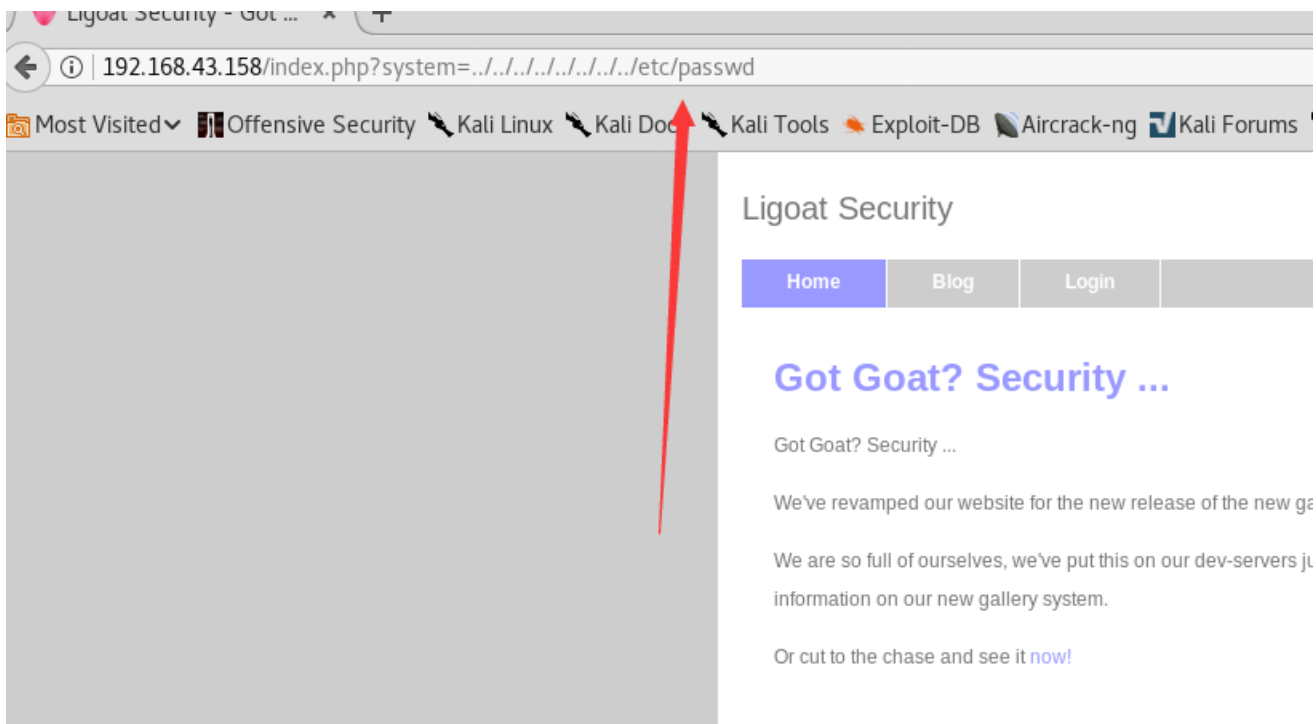 Ligoat Security - Got ... × +
192.168.43.158/index.php?system=../../../../../../../../etc/passwd
Most Visited Offensive Security Kali Linux Kali Kali Tools Exploit-DB Aircrack-ng Kali Forums
Ligoat Security
Home Blog Login
Got Goat? Security ...
Got Goat? Security ...
We've revamped our website for the new release of the new
We are so full of ourselves, we've put this on our dev-servers
information on our new gallery system.
Or cut to the chase and see it now!